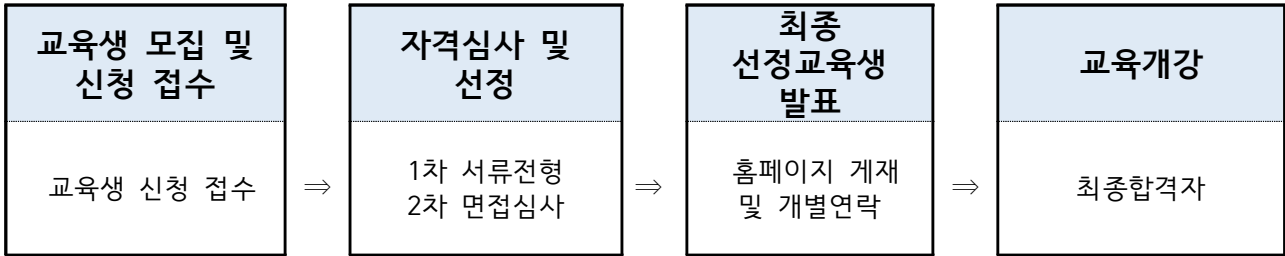 교육생 모집 및
신청 접수
교육생 신청 접수
⇒
자격심사 및
선정
1차 서류전형
2차 면접심사
⇒
최종
선정교육생
발표
홈페이지 게재
및 개별연락
⇒
교육개강
최종합격자